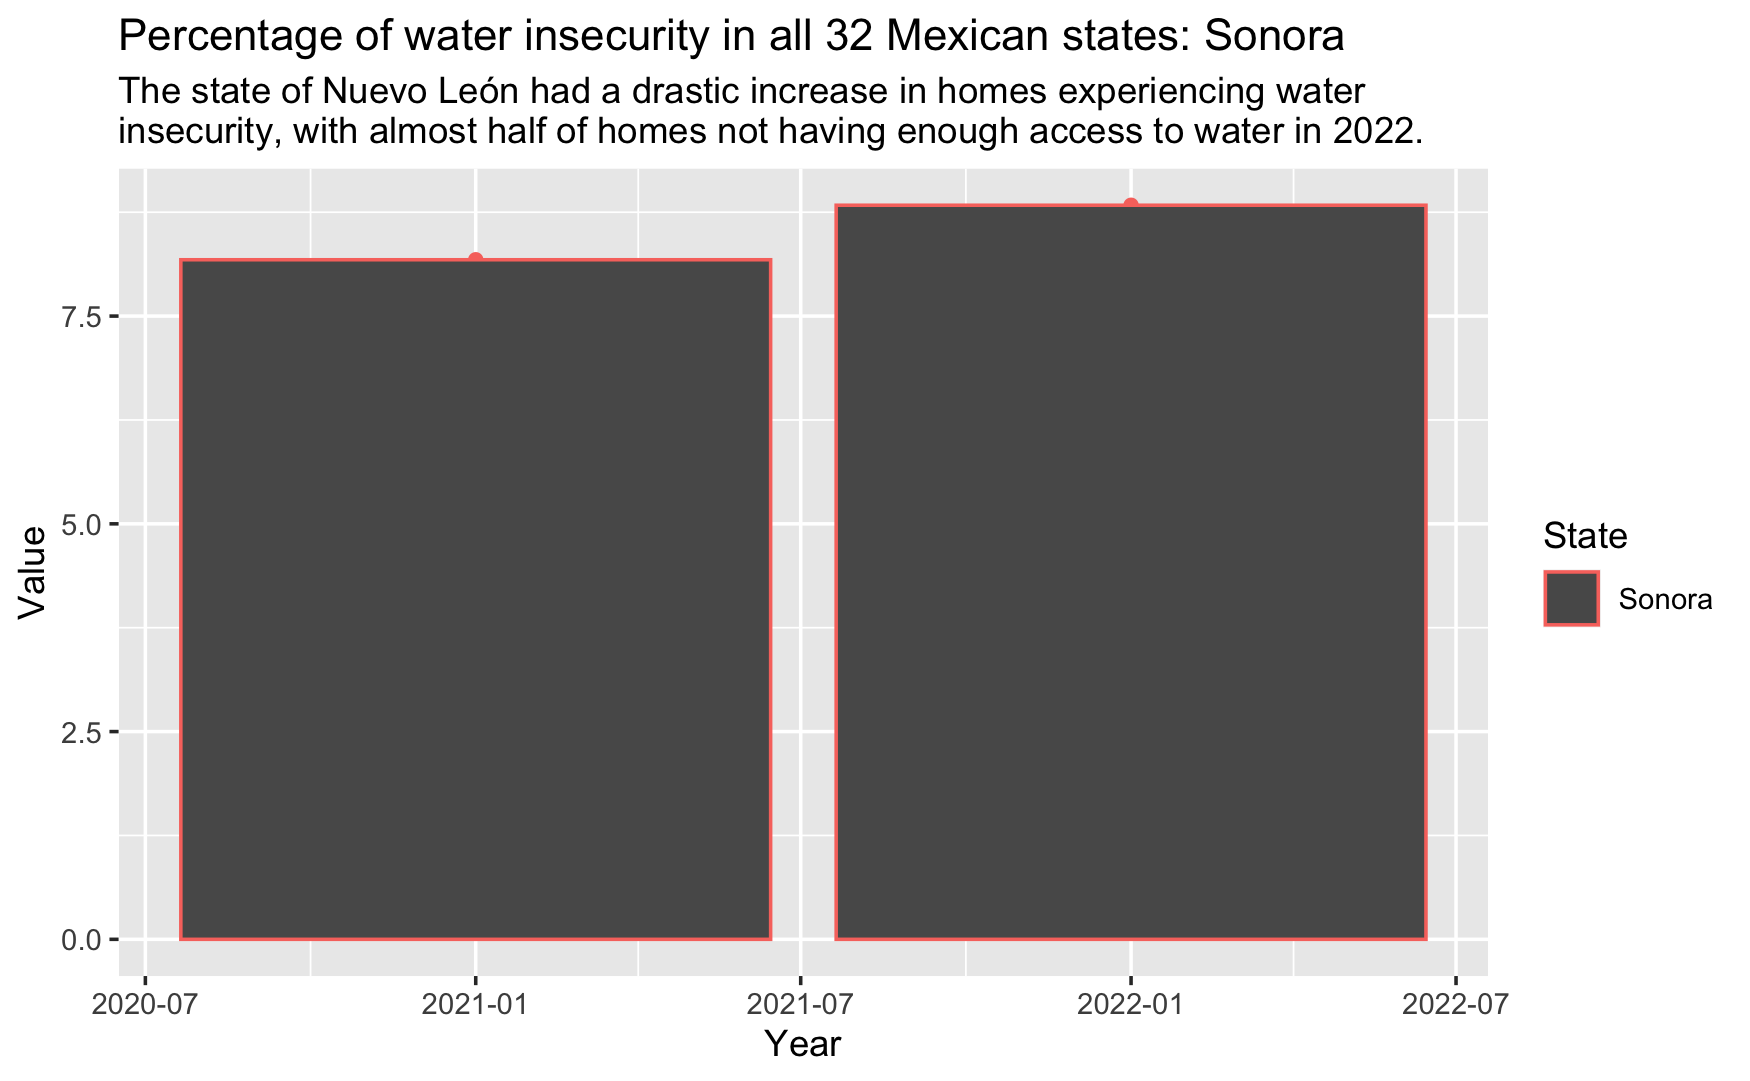 Percentage of water insecurity in all 32 Mexican states: Sonora
The state of Nuevo León had a drastic increase in homes experiencing water
insecurity, with almost half of homes not having enough access to water in 2022.
Value
7.5
5.0
2.5
0.0
2020-07
2021-01
2021-07
2022-01
2022-07
Year
State
Sonora